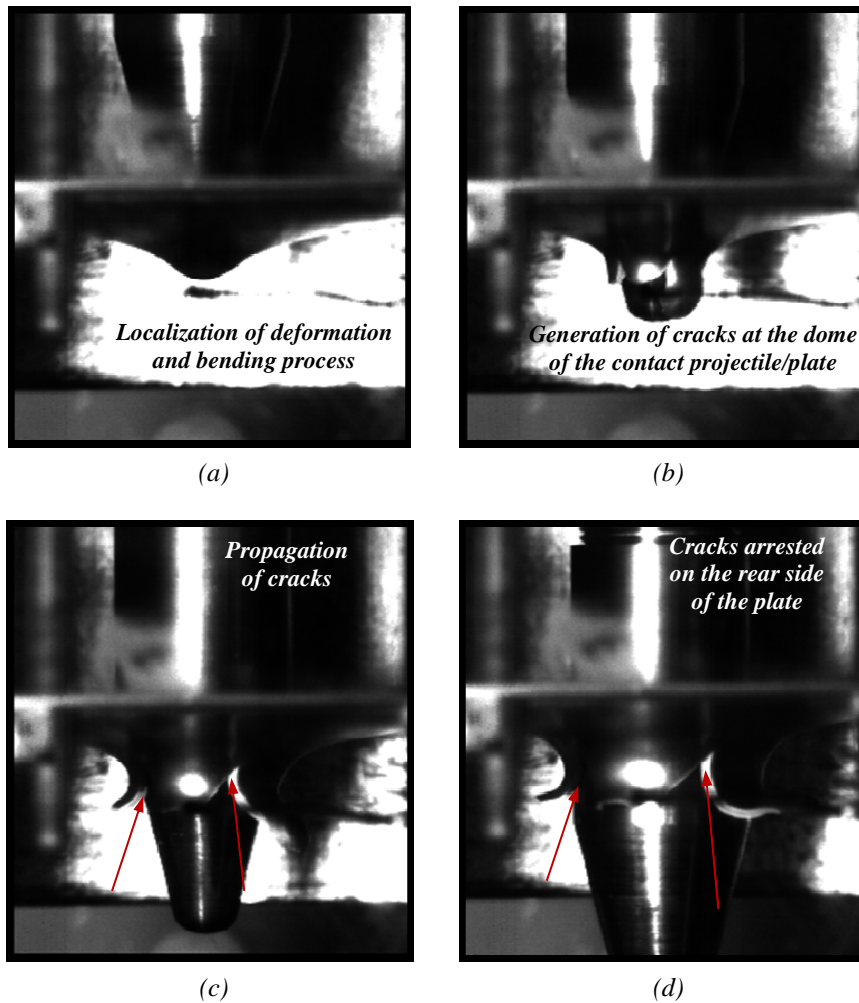 Localization of deformation
and bending process
(a)
Generation of cracks at the dome
of the contact projectile/plate
(b)
Propagation
of cracks
(c)
Cracks arrested
on the rear side
of the plate
(d)